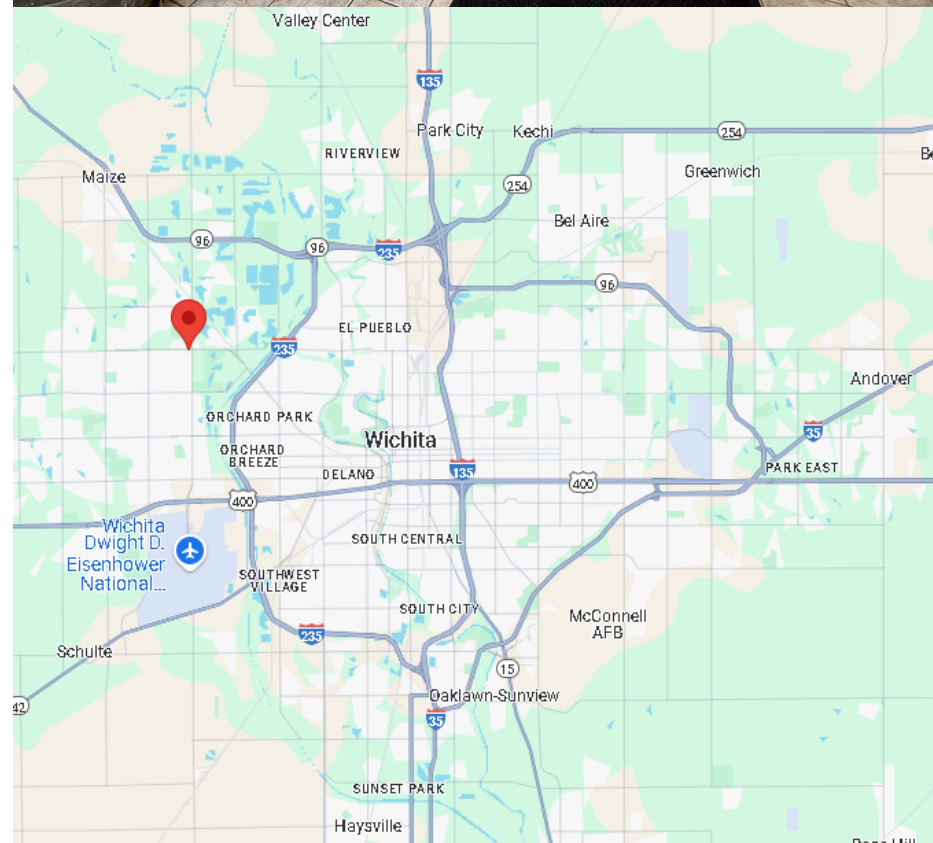 Valley Center
135
Park City
Kechi
254
RIVERVIEW
Greenwich
Maize
254
Bel Aire
96
96
235
96
EL PUEBLO
235
Andover
ORCHARD PARK
35
Wichita
ORCHARD
BREEZE
DELANO
135
PARK EAST
400
400
Wichita
Dwight D.
Eisenhower
National...
SOUTH CENTRAL
SOUTHWEST
VILLAGE
SOUTH CITY
McConnell
AFB
235
Schulte
15
Oaklawn-Sunview
42
35
SUNSET PARK
Haysville